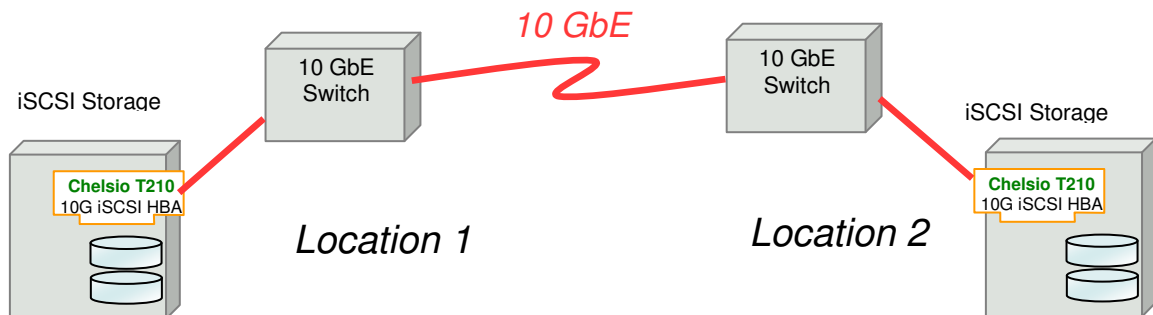 10 GbE
10 GbE
Switch
10 GbE
Switch
iSCSI Storage
iSCSI Storage
Chelsio T210
10G iSCSI HBA
Chelsio T210
10G iSCSI HBA
Location 1
Location 2